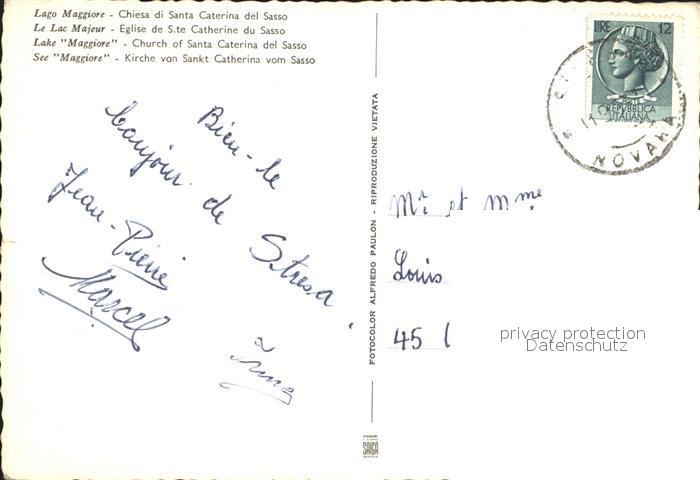 Lago Maggiore - Chiesa di Santa Caterina del Sasso
Le Lac Majeur - Eglise de S.te Catherine du Sasso
Lake "Maggiore" - Church of Santa Caterina del Sasso
See "Maggiore" - Kirche von Sankt Catherina vom Sasso
LIRE 12
REPUBBLICA
ITALIANA
NOVARA
Bien-le
bonjour de Stresa.
Jean-Pierre
Marcel
Irma
FOTOCOLOR ALFREDO PAULON - RIPRODUZIONE VIETATA
Mr et Mme
Louis
45 l
privacy protection
Datenschutz